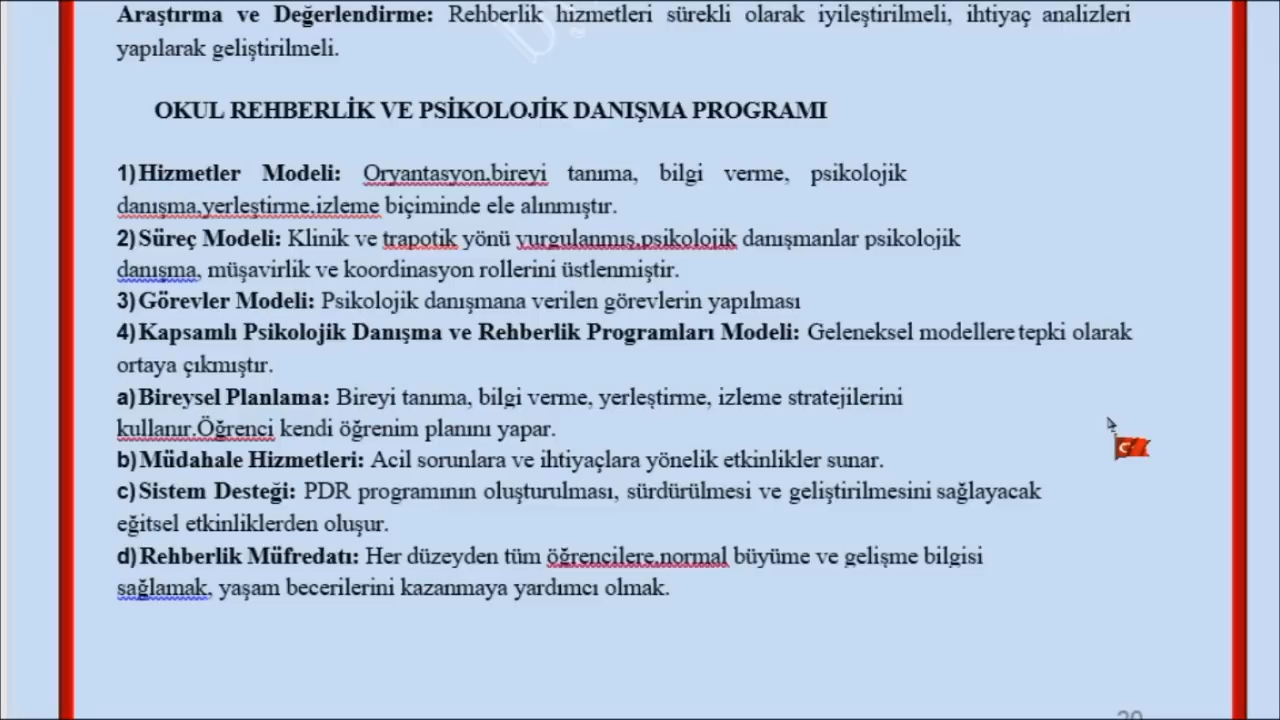 Araştırma ve Değerlendirme: Rehberlik hizmetleri sürekli olarak iyileştirilmeli, ihtiyaç analizleri
yapılarak geliştirilmeli.
OKUL REHBERLİK VE PSİKOLOJİK DANIŞMA PROGRAMI
1)Hizmetler Modeli: Oryantasyon,bireyi tanıma, bilgi verme, psikolojik
danışma,yerleştirme,izleme biçiminde ele alınmıştır.
2)Süreç Modeli: Klinik ve trapotik yönü vurgulanmış,psikolojik danışmanlar psikolojik
danışma, müşavirlik ve koordinasyon rollerini üstlenmiştir.
3)Görevler Modeli: Psikolojik danışmana verilen görevlerin yapılması
4)Kapsamlı Psikolojik Danışma ve Rehberlik Programları Modeli: Geleneksel modellere tepki olarak
ortaya çıkmıştır.
a)Bireysel Planlama: Bireyi tanıma, bilgi verme, yerleştirme, izleme stratejilerini
kullanır.Öğrenci kendi öğrenim planını yapar.
b)Müdahale Hizmetleri: Acil sorunlara ve ihtiyaçlara yönelik etkinlikler sunar.
c)Sistem Desteği: PDR programının oluşturulması, sürdürülmesi ve geliştirilmesini sağlayacak
eğitsel etkinliklerden oluşur.
d)Rehberlik Müfredatı: Her düzeyden tüm öğrencilere,normal büyüme ve gelişme bilgisi
sağlamak, yaşam becerilerini kazanmaya yardımcı olmak.